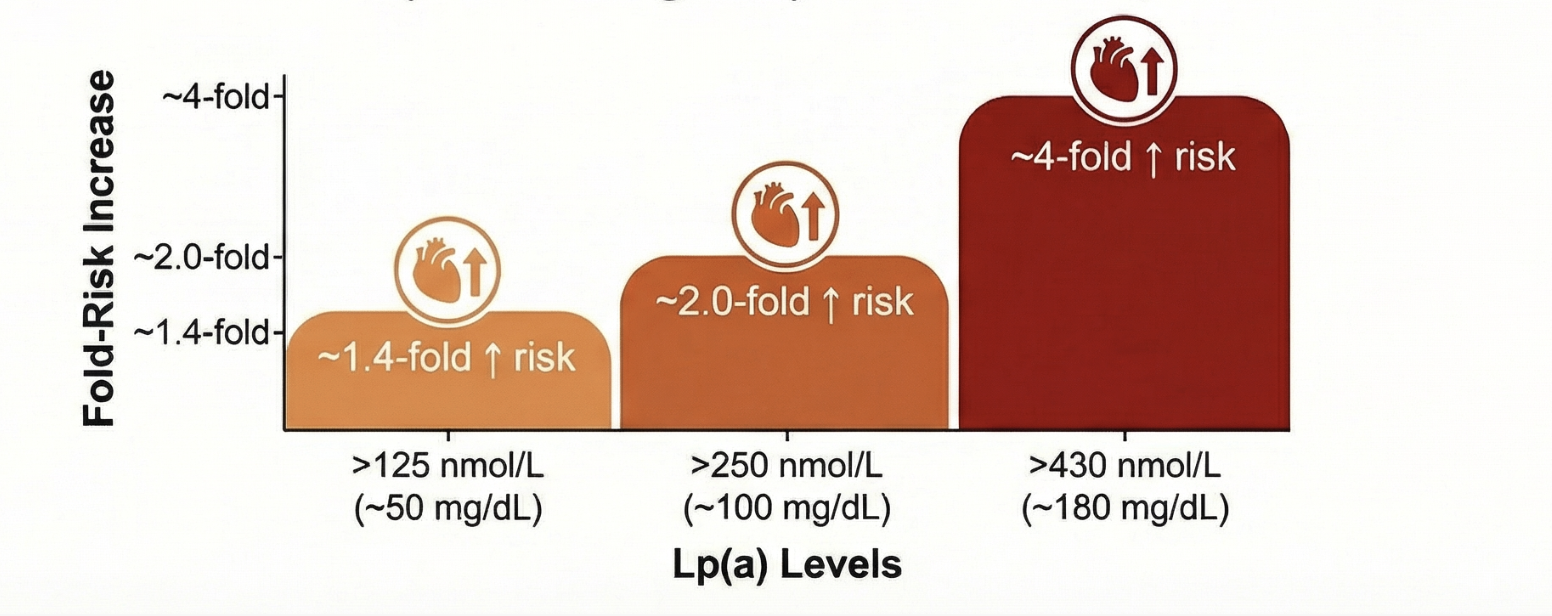 Fold-Risk Increase
~4-fold
~2.0-fold
~1.4-fold
~1.4-fold ↑ risk
~2.0-fold ↑ risk
~4-fold ↑ risk
>125 nmol/L
(~50 mg/dL)
>250 nmol/L
(~100 mg/dL)
>430 nmol/L
(~180 mg/dL)
Lp(a) Levels